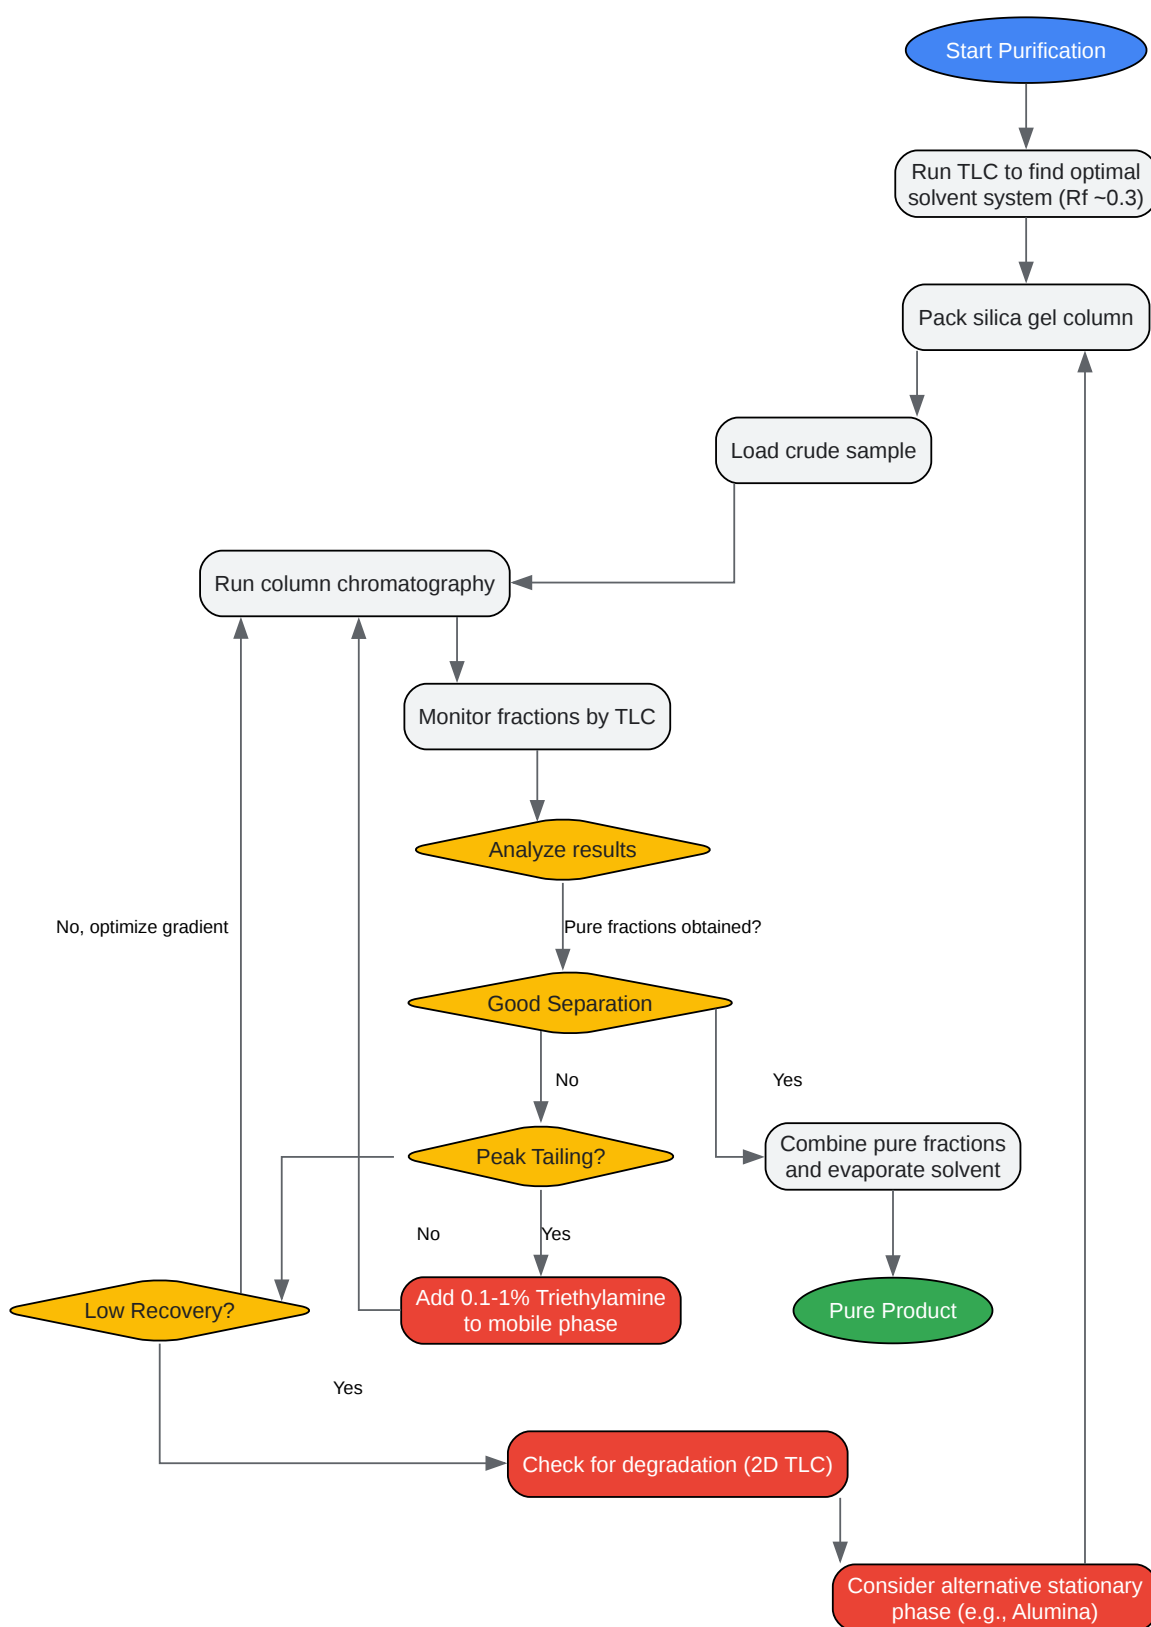 Start Purification
Run TLC to find optimal
solvent system (Rf ~0.3)
Pack silica gel column
Load crude sample
Run column chromatography
Monitor fractions by TLC
Analyze results
No, optimize gradient
Pure fractions obtained?
Good Separation
No
Yes
Combine pure fractions
and evaporate solvent
Peak Tailing?
No
Yes
Low Recovery?
Add 0.1-1% Triethylamine
to mobile phase
Pure Product
Yes
Check for degradation (2D TLC)
Consider alternative stationary
phase (e.g., Alumina)